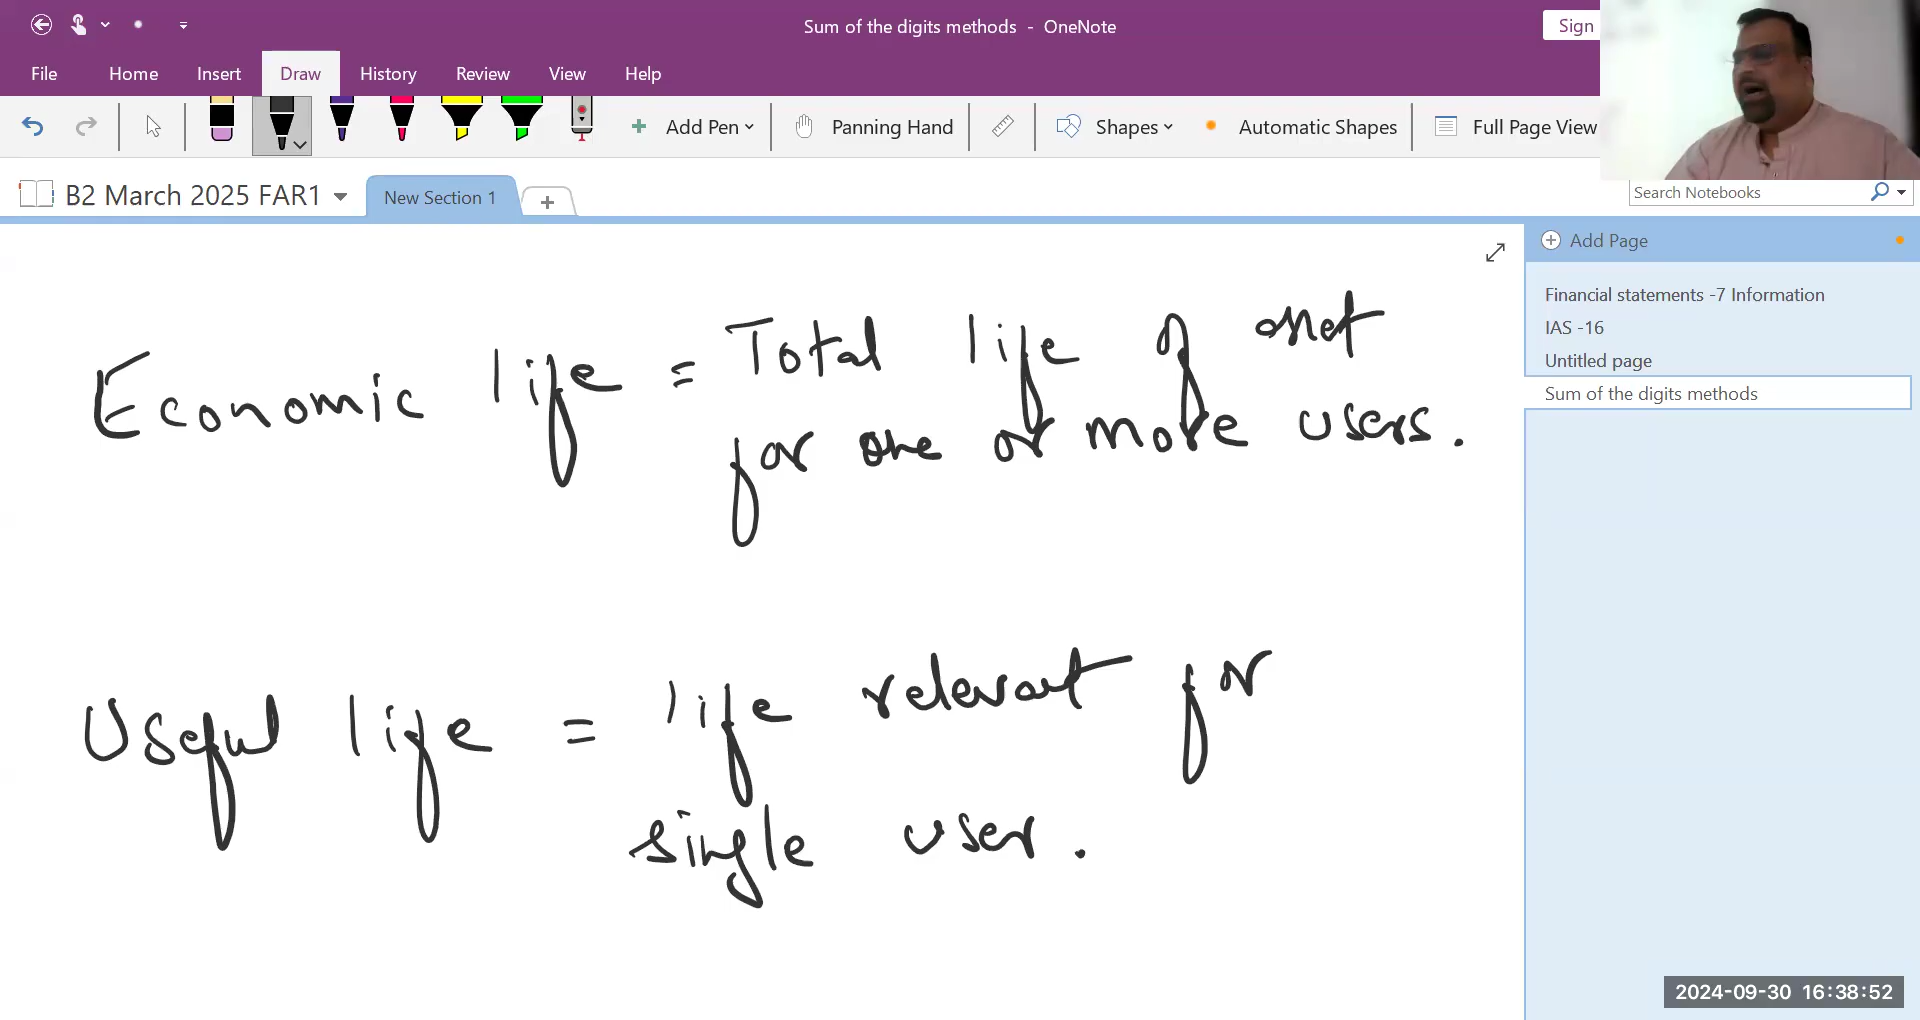 Sum of the digits methods - OneNote
Sign
File Home Insert Draw History Review View Help
+ Add Pen Panning Hand Shapes Automatic Shapes Full Page View
B2 March 2025 FAR1 New Section 1 +
Search Notebooks
Add Page
Financial statements -7 Information
IAS -16
Untitled page
Sum of the digits methods
Economic life = Total life of asset
for one or more users.
Useful life = life relevant for
single user.
2024-09-30 16:38:52